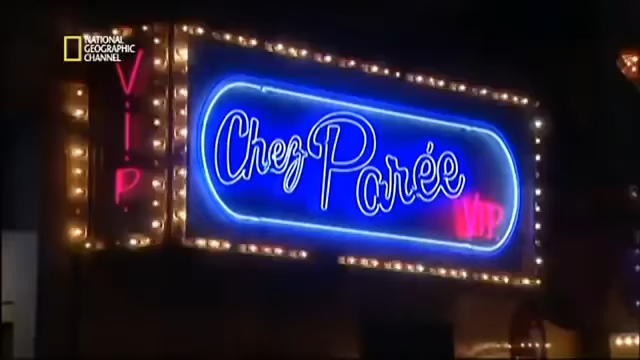 NATIONAL
GEOGRAPHIC
CHANNEL
VIP
Chez Parée
VIP